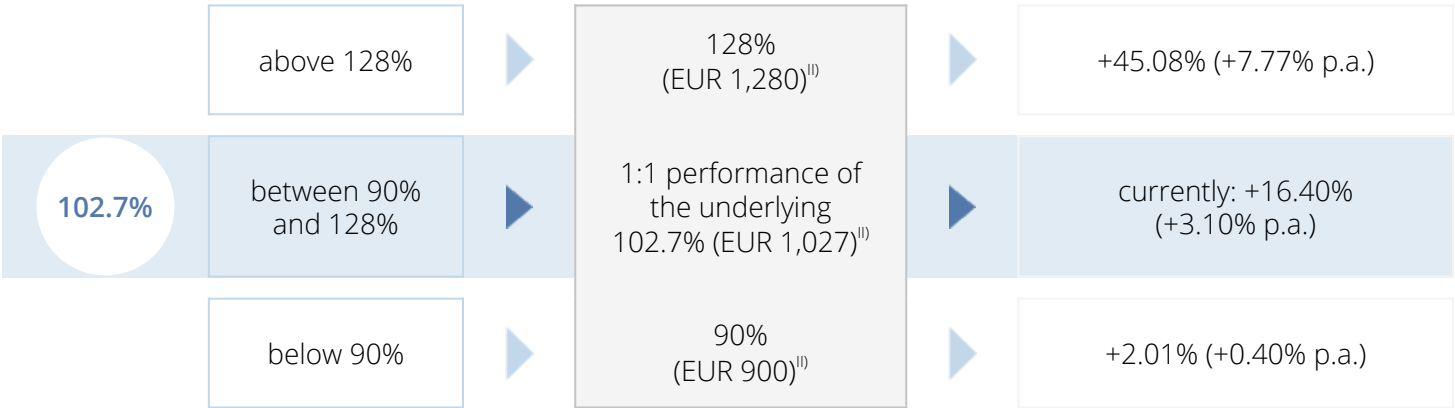 above 128%
128%
(EUR 1,280)II)
+45.08% (+7.77% p.a.)
102.7%
between 90%
and 128%
1:1 performance of
the underlying
102.7% (EUR 1,027)II)
currently: +16.40%
(+3.10% p.a.)
below 90%
90%
(EUR 900)II)
+2.01% (+0.40% p.a.)